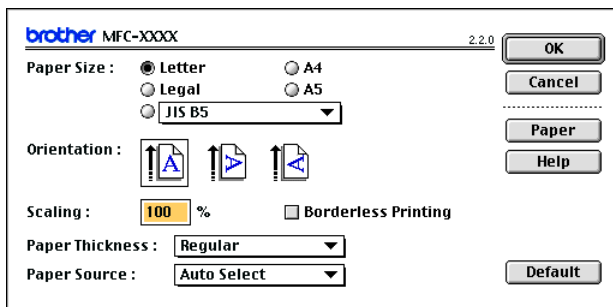 brother MFC-XXXX
2.2.0
OK
Paper Size : Letter A4
Cancel
Legal A5
JIS B5
Paper
Orientation : A A A
Help
Scaling : 100 % Borderless Printing
Paper Thickness : Regular
Paper Source : Auto Select
Default